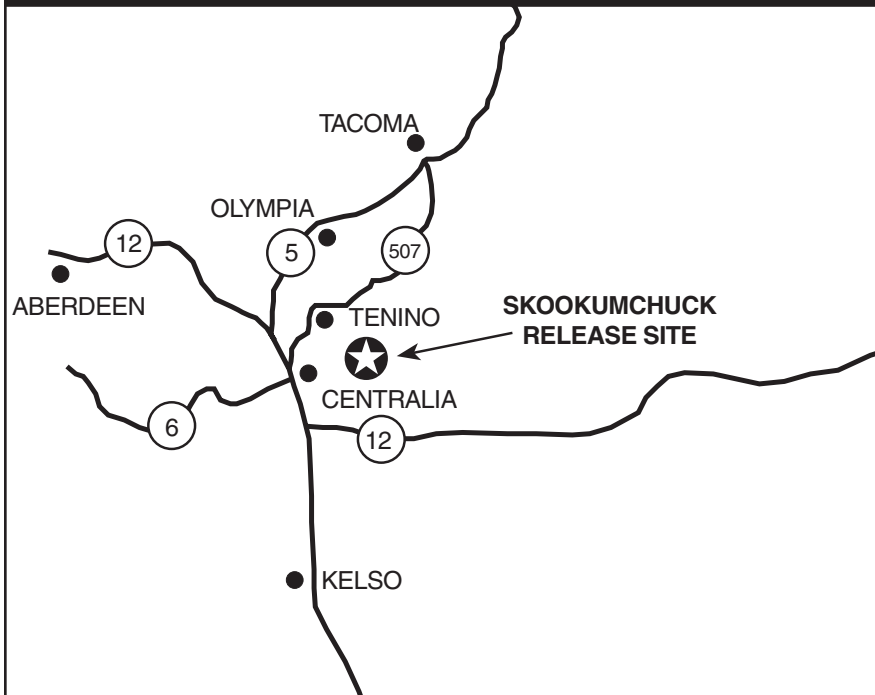 TACOMA
OLYMPIA
12
5
507
ABERDEEN
SKOOKUMCHUCK
RELEASE SITE
TENINO
CENTRALIA
6
12
KELSO